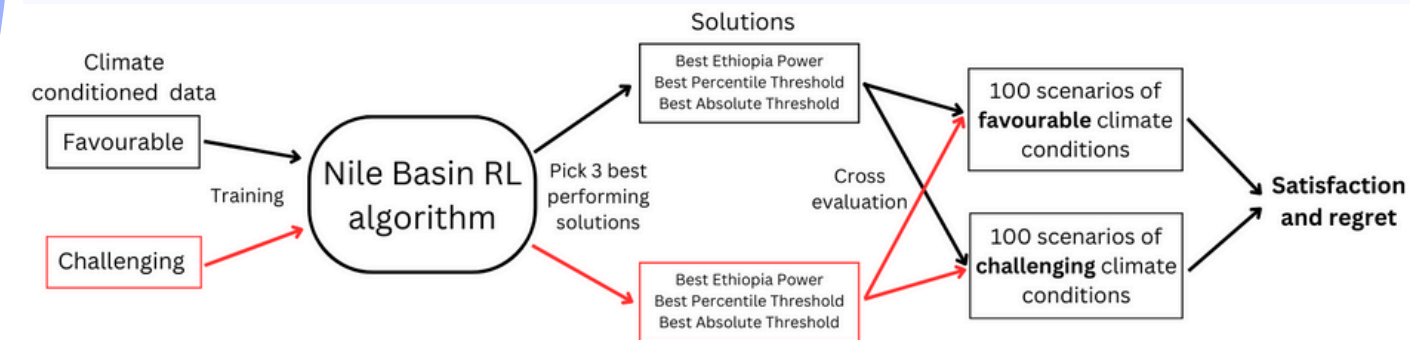 Climate
conditioned data
Favourable
Training
Challenging
Nile Basin RL
algorithm
Pick 3 best
performing
solutions
Solutions
Best Ethiopia Power
Best Percentile Threshold
Best Absolute Threshold
Best Ethiopia Power
Best Percentile Threshold
Best Absolute Threshold
Cross
evaluation
100 scenarios of
favourable climate
conditions
100 scenarios of
challenging climate
conditions
Satisfaction
and regret